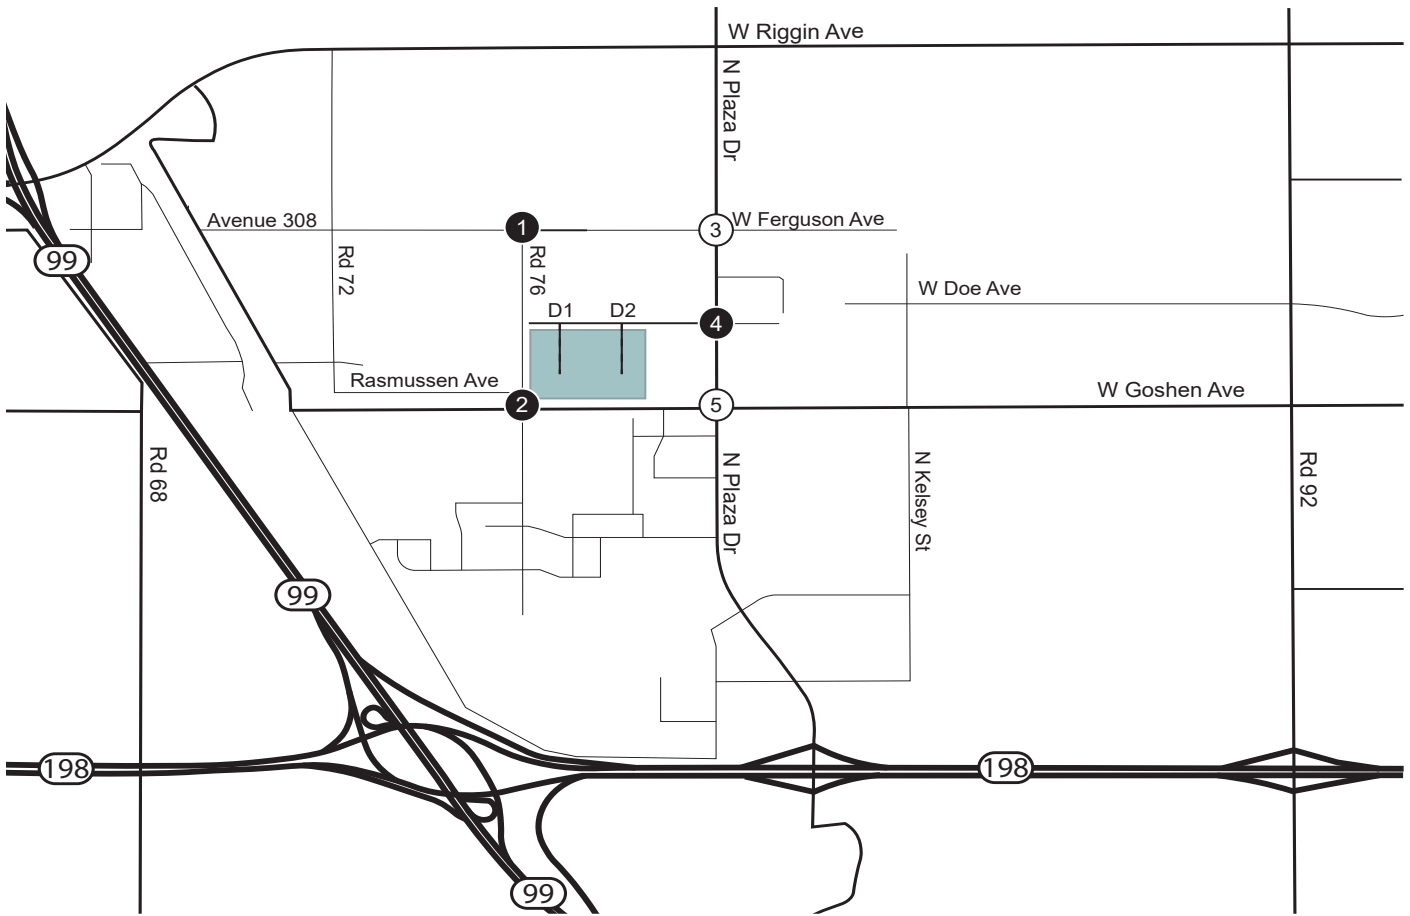 W Riggin Ave
N Plaza Dr
Avenue 308
1
3
W Ferguson Ave
99
Rd 72
Rd 76
W Doe Ave
D1
D2
4
Rasmussen Ave
2
5
W Goshen Ave
Rd 68
N Plaza Dr
N Kelsey St
Rd 92
99
198
198
99